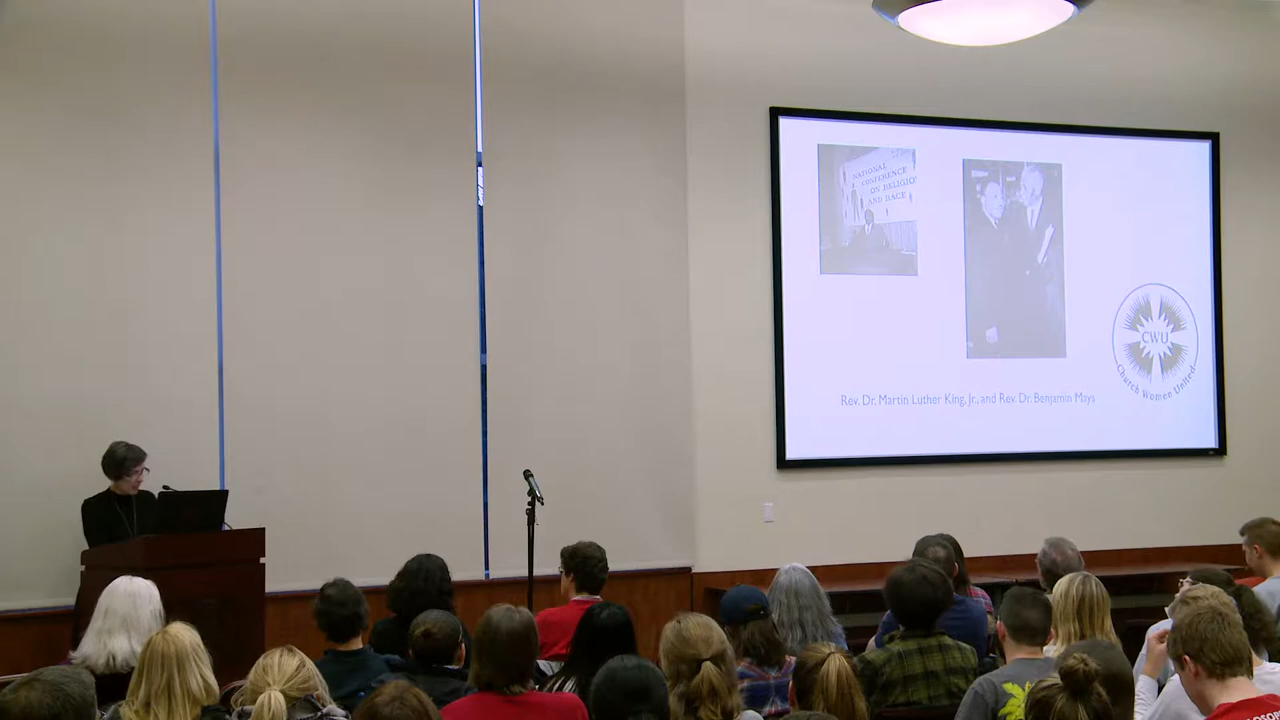 NATIONAL
CONFERENCE
ON RELIGIO
AND RACE
CWU
Church Women United
Rev. Dr. Martin Luther King, Jr., and Rev. Dr. Benjamin Mays